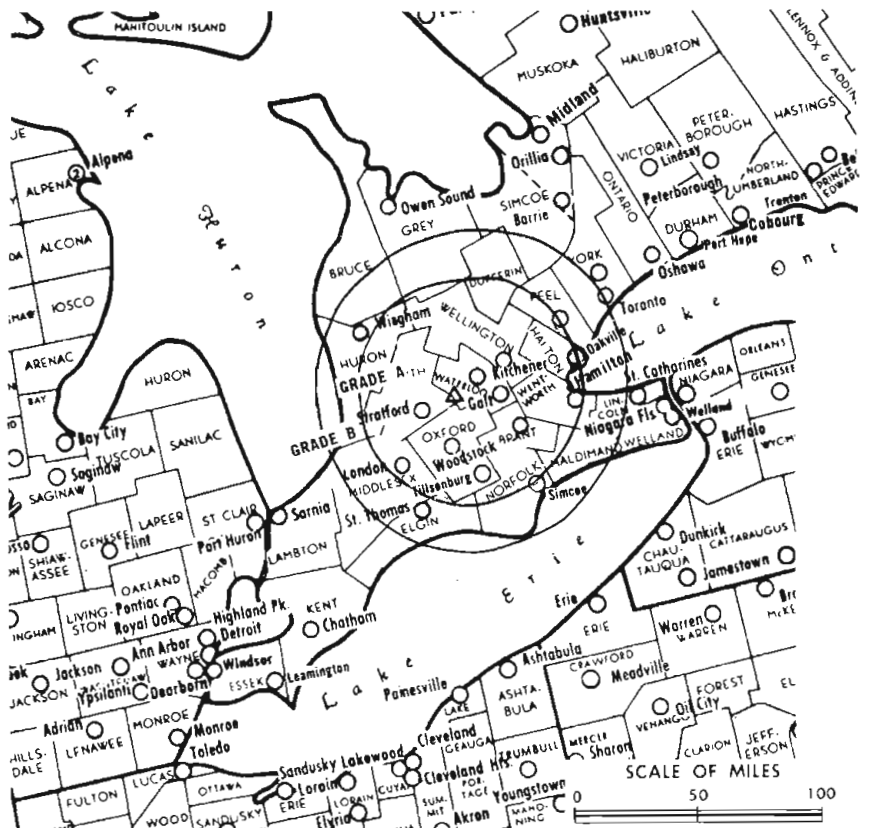 MANITOULIN ISLAND
Huntsville
MUSKOKA
HALIBURTON
LENNOX & ADDIN
HASTINGS
Lake
Huron
Midland
PETER-
BOROUGH
VICTORIA
Lindsay
Alpena
2
ALPENA
Orillia
ONTARIO
Peterborough
NORTH-
UMBERLAND
Trenton
PRINCE
EDWARD
Owen Sound
GREY
SIMCOE
Barrie
DURHAM
Cobourg
Port Hope
ALCONA
BRUCE
DUFFERIN
YORK
Oshawa
Lake Ont
IOSCO
PEEL
Toronto
Wingham
WELLINGTON
HALTON
Oakville
ARENAC
HURON
HURON
GRADE A
TH
WATERLOO
Kitchener
Hamilton
St. Catharines
ORLEANS
NIAGARA
GENESEE
BAY
Stratford
Galt
WENT-
WORTH
LIN-
COLN
Niagara Fls
Welland
Bay City
TUSCOLA
SANILAC
GRADE B
OXFORD
BRANT
Woodstock
HALDIMAND
WELLAND
Buffalo
ERIE
Saginaw
SAGINAW
London
MIDDLESEX
Tillsonburg
NORFOLK
Simcoe
LAPEER
ST CLAIR
Sarnia
St. Thomas
ELGIN
GENESEE
Flint
Port Huron
LAMBTON
SHIAW-
ASSEE
Dunkirk
CHAU-
TAUQUA
CATTARAUGUS
Jamestown
Lake Erie
OAKLAND
MACOMB
Pontiac
LIVING-
STON
Royal Oak
Highland Pk.
Detroit
KENT
Chatham
Erie
ERIE
Warren
WARREN
INGHAM
Ann Arbor
WAYNE
Windsor
Jackson
JACKSON
WASHTENAW
Ypsilanti
Dearborn
ESSEX
Leamington
Ashtabula
CRAWFORD
Meadville
Painesville
LAKE
ASHTA-
BULA
FOREST
Adrian
LENAWEE
MONROE
Monroe
Oil City
VENANGO
HILLS-
DALE
Toledo
Cleveland
GEAUGA
TRUMBULL
MERCER
Sharon
CLARION
JEFF-
ERSON
LUCAS
Sandusky
Lakewood
Cleveland Hts.
FULTON
OTTAWA
ERIE
Lorain
LORAIN
CUYA
POR-
TAGE
Youngstown
WOOD
SANDUSKY
Elyria
SUM-
MIT
Akron
MAHO-
NING
SCALE OF MILES
0 50 100